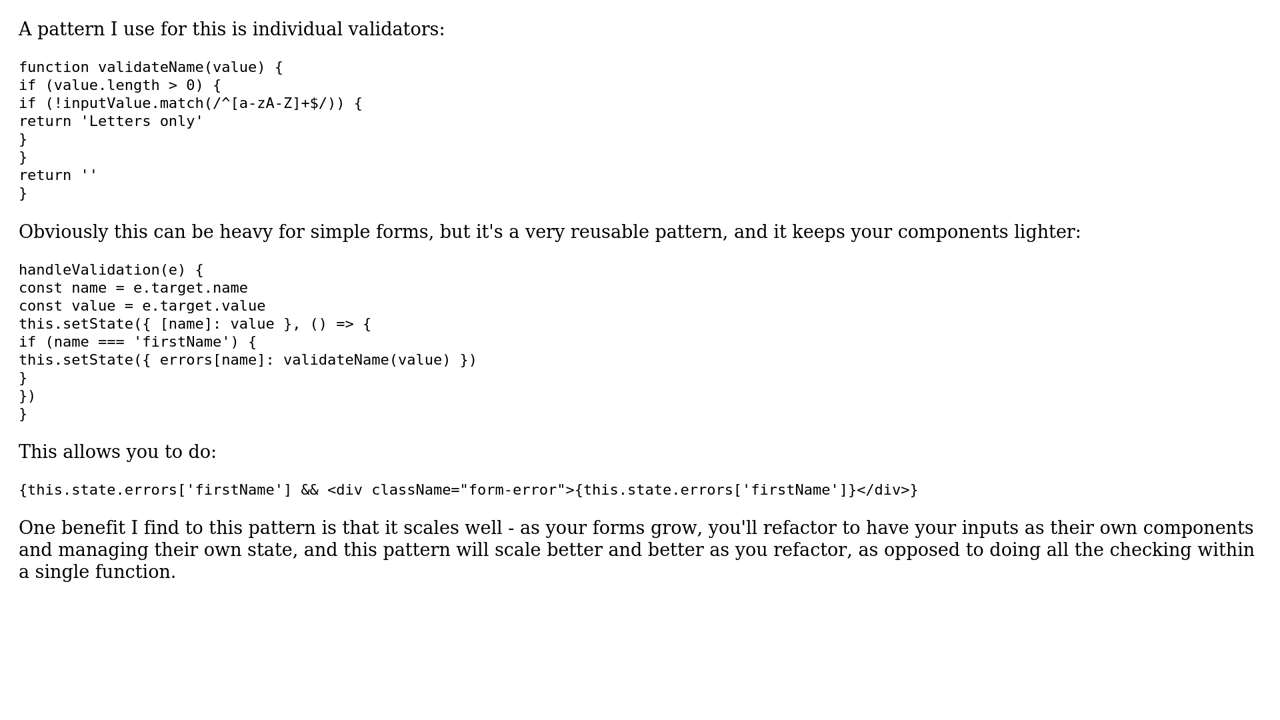 A pattern I use for this is individual validators:
function validateName(value) {
if (value.length > 0) {
if (!inputValue.match(/^[a-zA-Z]+$/)) {
return 'Letters only'
}
}
return ''
}
Obviously this can be heavy for simple forms, but it's a very reusable pattern, and it keeps your components lighter:
handleValidation(e) {
const name = e.target.name
const value = e.target.value
this.setState({ [name]: value }, () => {
if (name === 'firstName') {
this.setState({ errors[name]: validateName(value) })
}
})
}
This allows you to do:
{this.state.errors['firstName'] && <div className="form-error">{this.state.errors['firstName']}</div>}
One benefit I find to this pattern is that it scales well - as your forms grow, you'll refactor to have your inputs as their own components
and managing their own state, and this pattern will scale better and better as you refactor, as opposed to doing all the checking within
a single function.